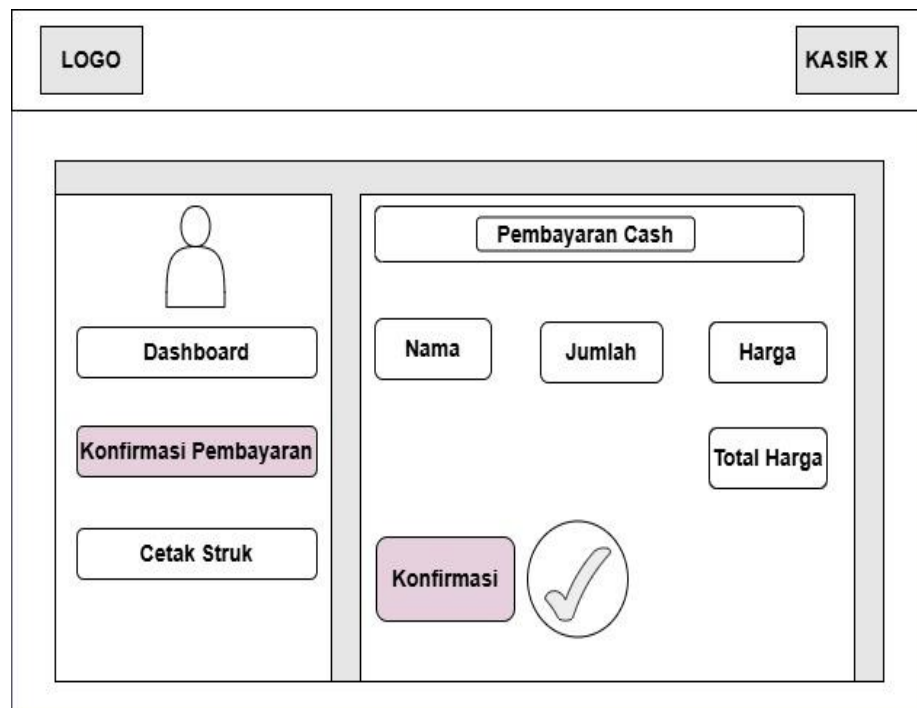 LOGO
KASIR X
Dashboard
Konfirmasi Pembayaran
Cetak Struk
Pembayaran Cash
Nama
Jumlah
Harga
Total Harga
Konfirmasi